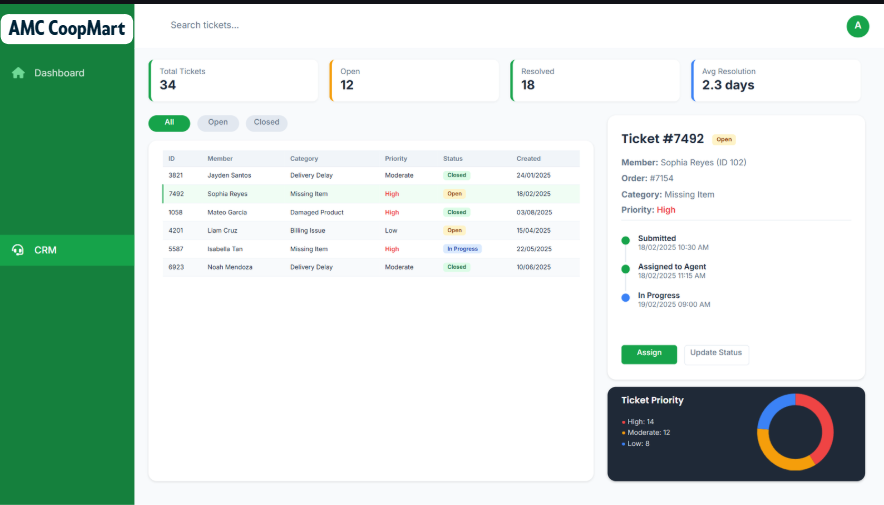 AMC CoopMart
Search tickets...
A
Dashboard
CRM
Total Tickets
34
Open
12
Resolved
18
Avg Resolution
2.3 days
All Open Closed
ID Member Category Priority Status Created
3821 Jayden Santos Delivery Delay Moderate Closed 24/01/2025
7492 Sophia Reyes Missing Item High Open 18/02/2025
1058 Mateo Garcia Damaged Product High Closed 03/08/2025
4201 Liam Cruz Billing Issue Low Open 15/04/2025
5587 Isabella Tan Missing Item High In Progress 22/05/2025
6923 Noah Mendoza Delivery Delay Moderate Closed 10/06/2025
Ticket #7492 Open
Member: Sophia Reyes (ID 102)
Order: #7154
Category: Missing Item
Priority: High
Submitted
18/02/2025 10:30 AM
Assigned to Agent
18/02/2025 11:15 AM
In Progress
19/02/2025 09:00 AM
Assign Update Status
Ticket Priority
High: 14
Moderate: 12
Low: 8